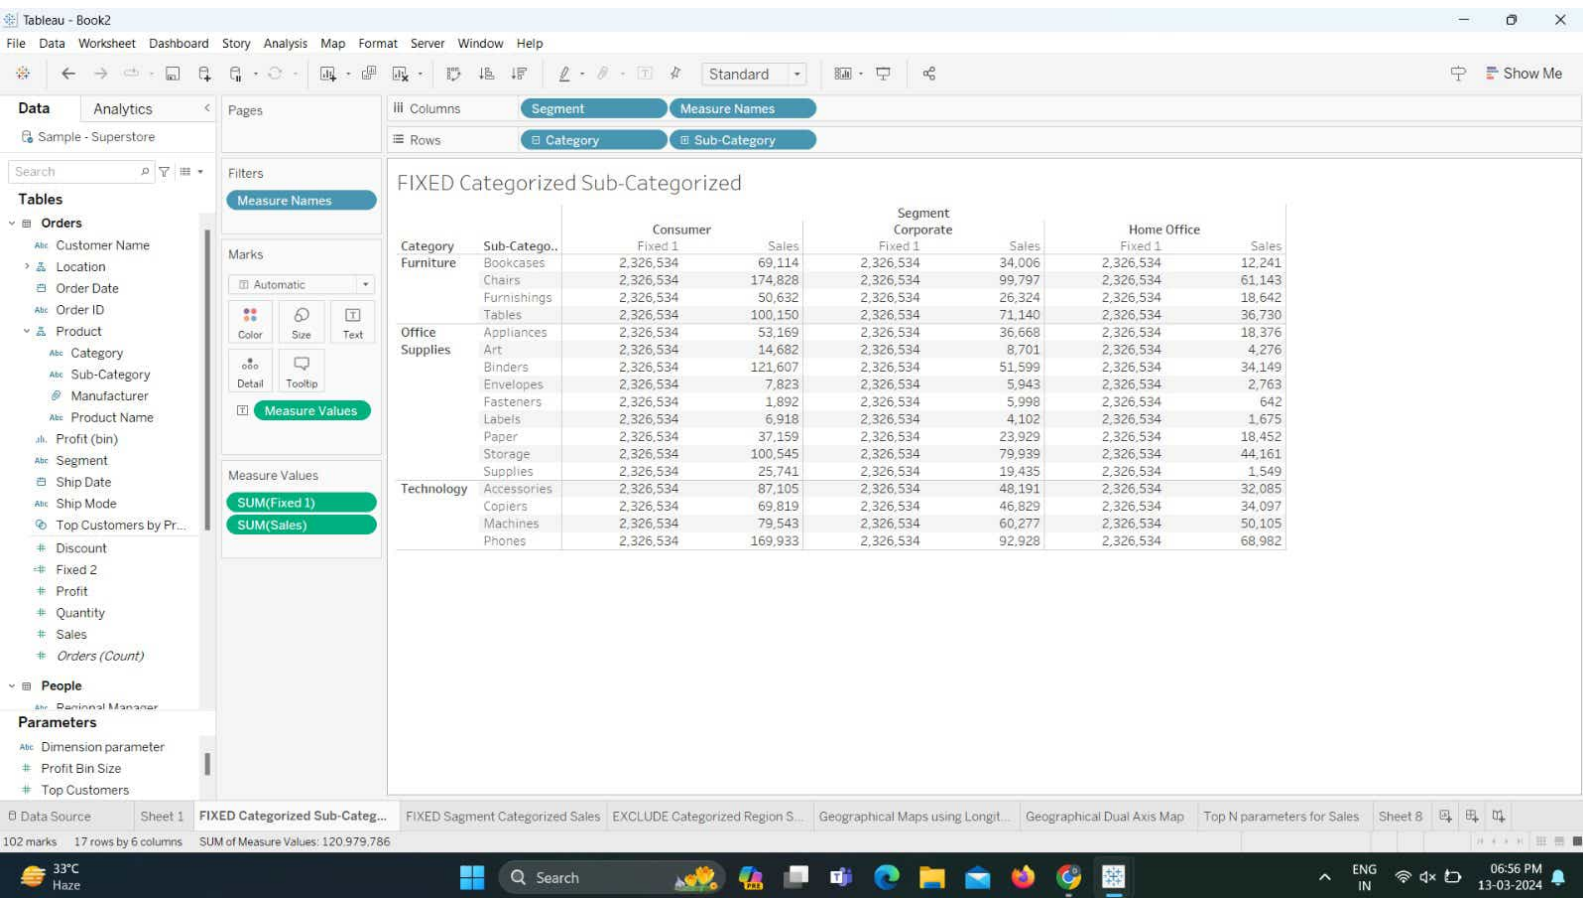 Tableau - Book2
File Data Worksheet Dashboard Story Analysis Map Format Server Window Help
Standard
Show Me
Data Analytics
Sample - Superstore
Search
Tables
Orders
Abc Customer Name
Location
Order Date
Abc Order ID
Product
Abc Category
Abc Sub-Category
Manufacturer
Abc Product Name
Profit (bin)
Abc Segment
Ship Date
Abc Ship Mode
Top Customers by Pr...
# Discount
=# Fixed 2
# Profit
# Quantity
# Sales
# Orders (Count)
People
Abc Regional Manager
Parameters
Abc Dimension parameter
# Profit Bin Size
# Top Customers
Pages
Filters
Measure Names
Marks
Automatic
Color Size Text
Detail Tooltip
Measure Values
Measure Values
SUM(Fixed 1)
SUM(Sales)
Columns Segment Measure Names
Rows Category Sub-Category
FIXED Categorized Sub-Categorized
Segment
Consumer Corporate Home Office
Category Sub-Catego.. Fixed 1 Sales Fixed 1 Sales Fixed 1 Sales
Furniture Bookcases 2,326,534 69,114 2,326,534 34,006 2,326,534 12,241
Chairs 2,326,534 174,828 2,326,534 99,797 2,326,534 61,143
Furnishings 2,326,534 50,632 2,326,534 26,324 2,326,534 18,642
Tables 2,326,534 100,150 2,326,534 71,140 2,326,534 36,730
Office Appliances 2,326,534 53,169 2,326,534 36,668 2,326,534 18,376
Supplies Art 2,326,534 14,682 2,326,534 8,701 2,326,534 4,276
Binders 2,326,534 121,607 2,326,534 51,599 2,326,534 34,149
Envelopes 2,326,534 7,823 2,326,534 5,943 2,326,534 2,763
Fasteners 2,326,534 1,892 2,326,534 5,998 2,326,534 642
Labels 2,326,534 6,918 2,326,534 4,102 2,326,534 1,675
Paper 2,326,534 37,159 2,326,534 23,929 2,326,534 18,452
Storage 2,326,534 100,545 2,326,534 79,939 2,326,534 44,161
Supplies 2,326,534 25,741 2,326,534 19,435 2,326,534 1,549
Technology Accessories 2,326,534 87,105 2,326,534 48,191 2,326,534 32,085
Copiers 2,326,534 69,819 2,326,534 46,829 2,326,534 34,097
Machines 2,326,534 79,543 2,326,534 60,277 2,326,534 50,105
Phones 2,326,534 169,933 2,326,534 92,928 2,326,534 68,982
Data Source Sheet 1 FIXED Categorized Sub-Categ... FIXED Sagment Categorized Sales EXCLUDE Categorized Region S... Geographical Maps using Longit... Geographical Dual Axis Map Top N parameters for Sales Sheet 8
102 marks 17 rows by 6 columns SUM of Measure Values: 120,979,786
33°C
Haze
Search
PRE
ENG
IN
06:56 PM
13-03-2024